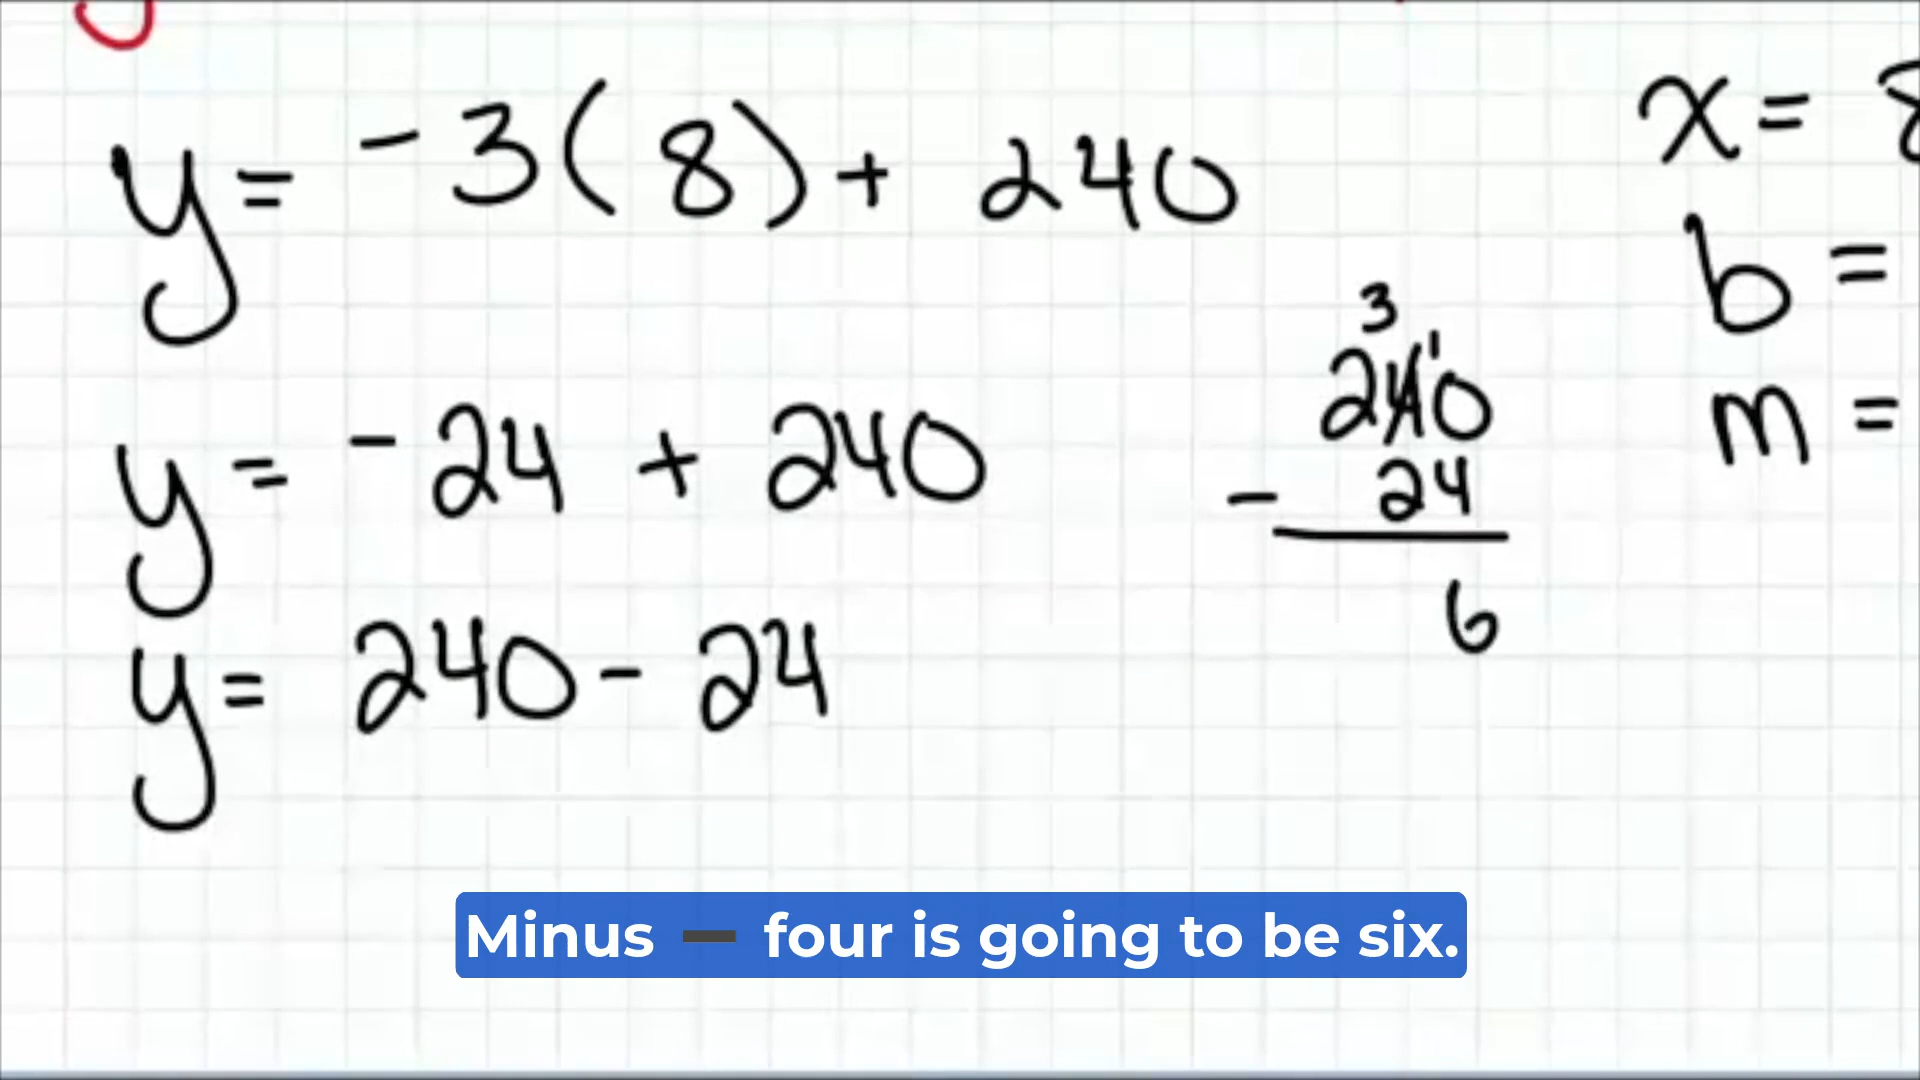 y = -3(8) + 240
x = 8
b =
m =
y = -24 + 240
3
2410
- 24
6
y = 240 - 24
Minus — four is going to be six.